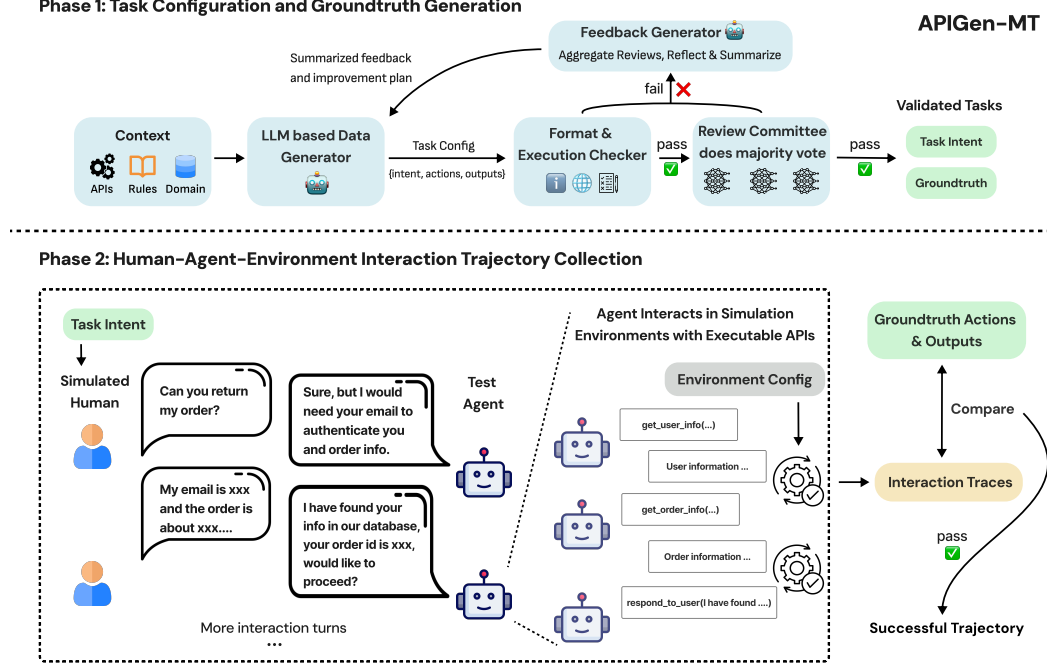 Phase 1: Task Configuration and Groundtruth Generation
APIGen-MT
Feedback Generator
Aggregate Reviews, Reflect & Summarize
Summarized feedback
and improvement plan
fail
Context
APIs
Rules
Domain
LLM based Data
Generator
Task Config
{intent, actions, outputs}
Format &
Execution Checker
pass
Review Committee
does majority vote
pass
Validated Tasks
Task Intent
Groundtruth
Phase 2: Human-Agent-Environment Interaction Trajectory Collection
Task Intent
Simulated
Human
Can you return
my order?
Sure, but I would
need your email to
authenticate you
and order info.
Test
Agent
My email is xxx
and the order is
about xxx....
I have found your
info in our database,
your order id is xxx,
would like to
proceed?
More interaction turns
...
Agent Interacts in Simulation
Environments with Executable APIs
Environment Config
get_user_info(...)
User information ...
get_order_info(...)
Order information ...
respond_to_user(I have found ....)
Groundtruth Actions
& Outputs
Compare
Interaction Traces
pass
Successful Trajectory